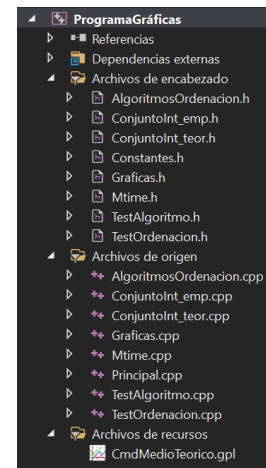 ProgramaGráficas
Referencias
Dependencias externas
Archivos de encabezado
AlgoritmosOrdenacion.h
ConjuntoInt_emp.h
ConjuntoInt_teor.h
Constantes.h
Graficas.h
Mtime.h
TestAlgoritmo.h
TestOrdenacion.h
Archivos de origen
AlgoritmosOrdenacion.cpp
ConjuntoInt_emp.cpp
ConjuntoInt_teor.cpp
Graficas.cpp
Mtime.cpp
Principal.cpp
TestAlgoritmo.cpp
TestOrdenacion.cpp
Archivos de recursos
CmdMedioTeorico.gpl